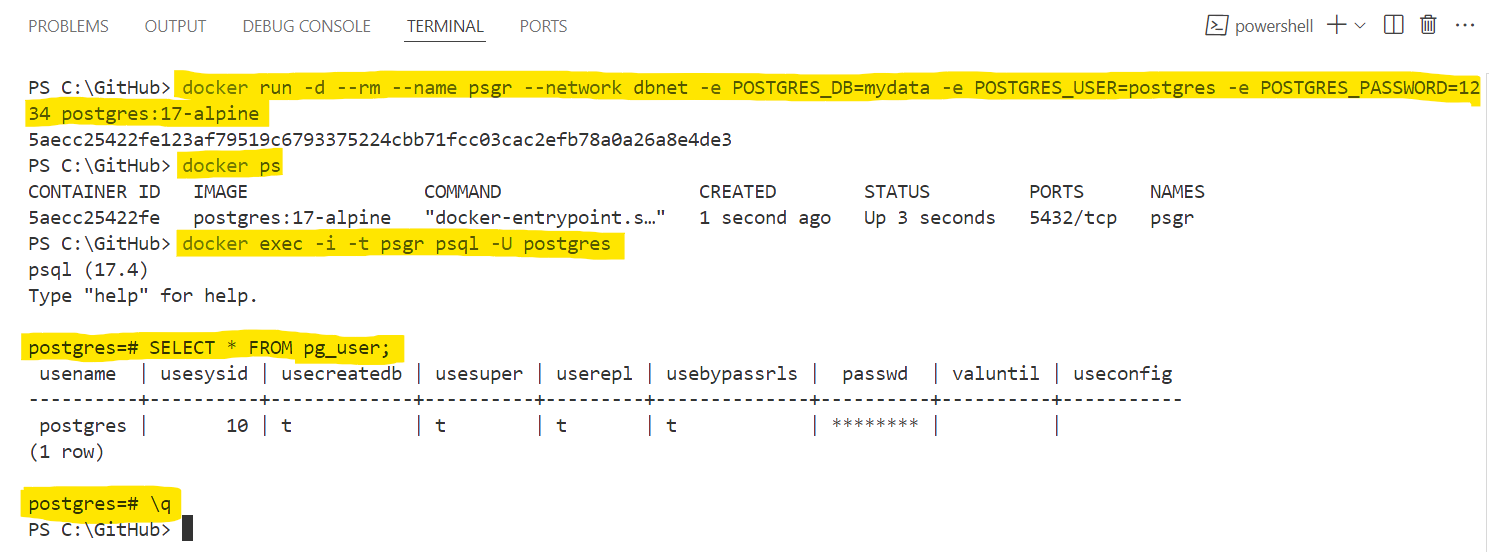 PROBLEMS OUTPUT DEBUG CONSOLE TERMINAL PORTS powershell
PS C:\GitHub> docker run -d --rm --name psgr --network dbnet -e POSTGRES_DB=mydata -e POSTGRES_USER=postgres -e POSTGRES_PASSWORD=12
34 postgres:17-alpine
5aecc25422fe123af79519c6793375224cbb71fcc03cac2efb78a0a26a8e4de3
PS C:\GitHub> docker ps
CONTAINER ID   IMAGE                COMMAND                  CREATED        STATUS         PORTS      NAMES
5aecc25422fe   postgres:17-alpine   "docker-entrypoint.s…"   1 second ago   Up 3 seconds   5432/tcp   psgr
PS C:\GitHub> docker exec -i -t psgr psql -U postgres
psql (17.4)
Type "help" for help.
postgres=# SELECT * FROM pg_user;
 usename  | usesysid | usecreatedb | usesuper | userepl | usebypassrls |  passwd  | valuntil | useconfig
----------+----------+-------------+----------+---------+--------------+----------+----------+-----------
 postgres |       10 | t           | t        | t       | t            | ******** |          |
(1 row)
postgres=# \q
PS C:\GitHub>